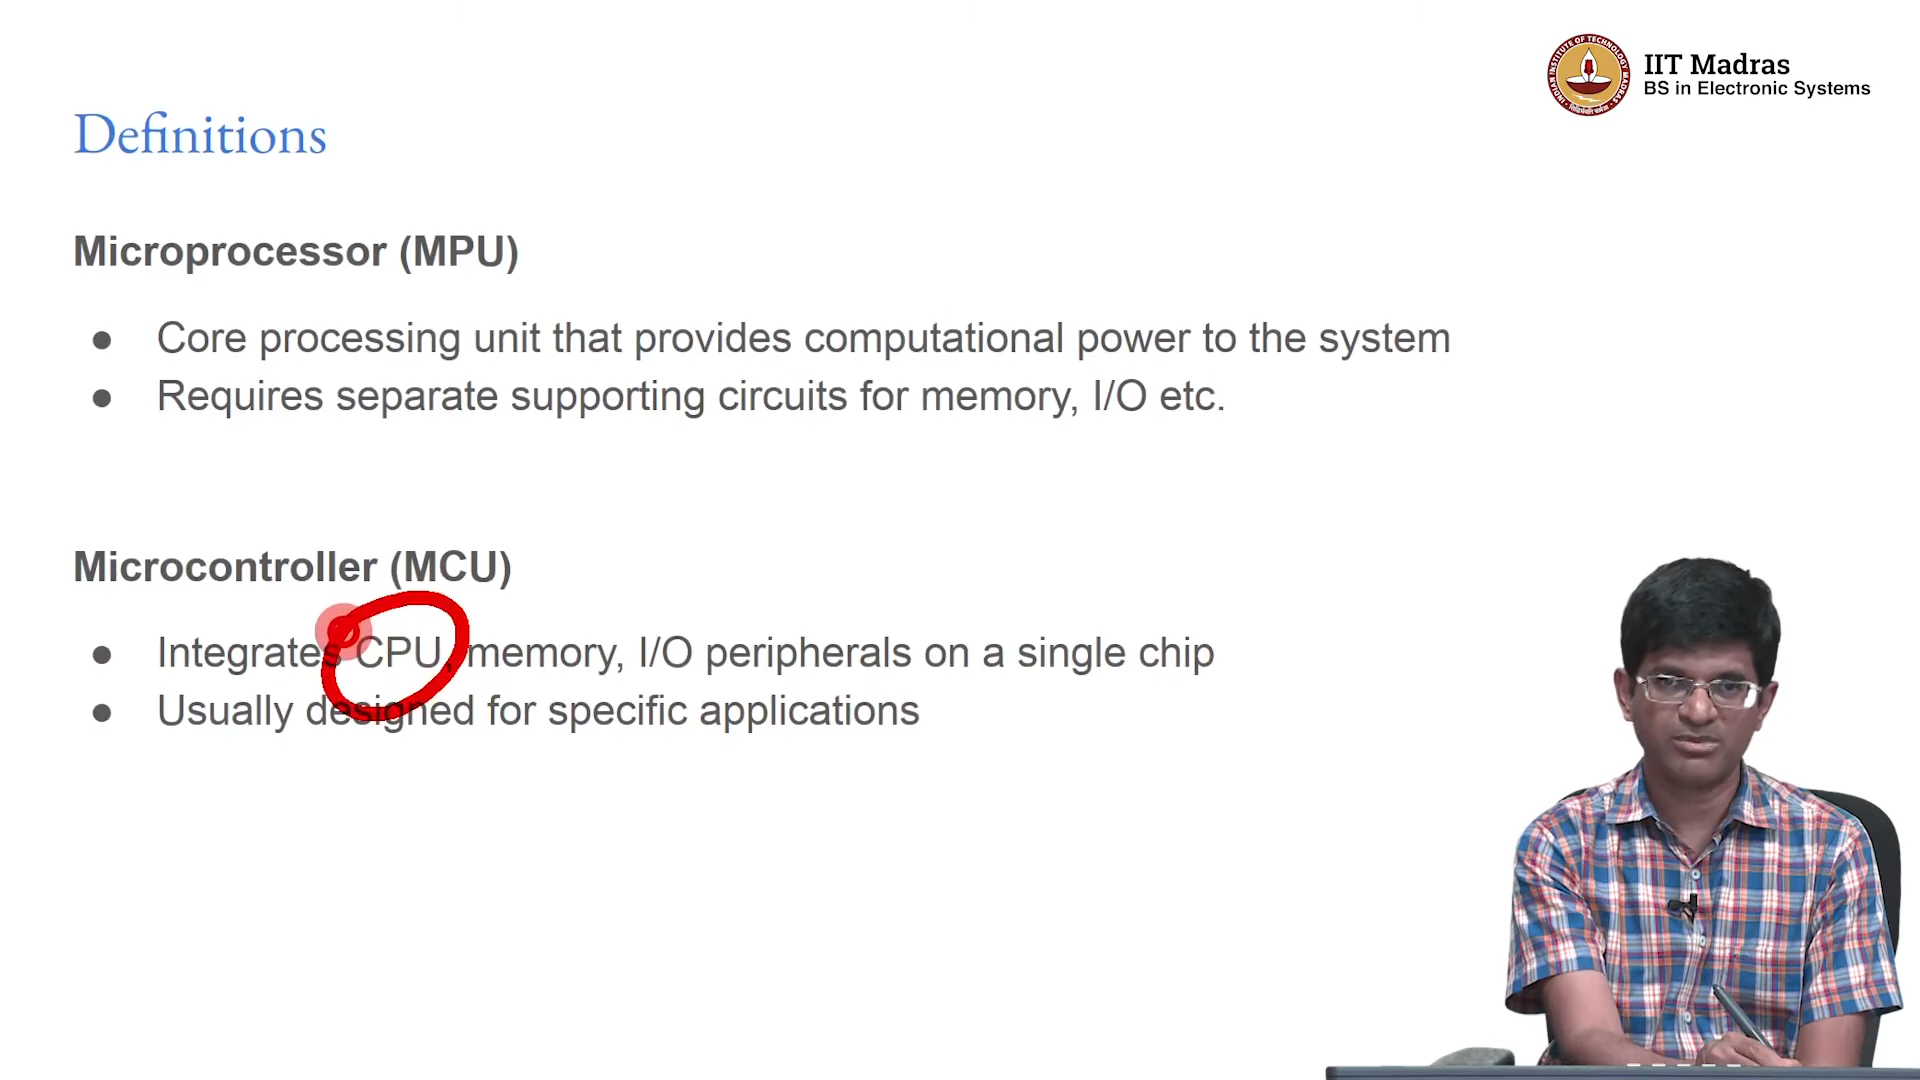 IIT Madras
BS in Electronic Systems
Definitions
Microprocessor (MPU)
● Core processing unit that provides computational power to the system
● Requires separate supporting circuits for memory, I/O etc.
Microcontroller (MCU)
● Integrates CPU, memory, I/O peripherals on a single chip
● Usually designed for specific applications